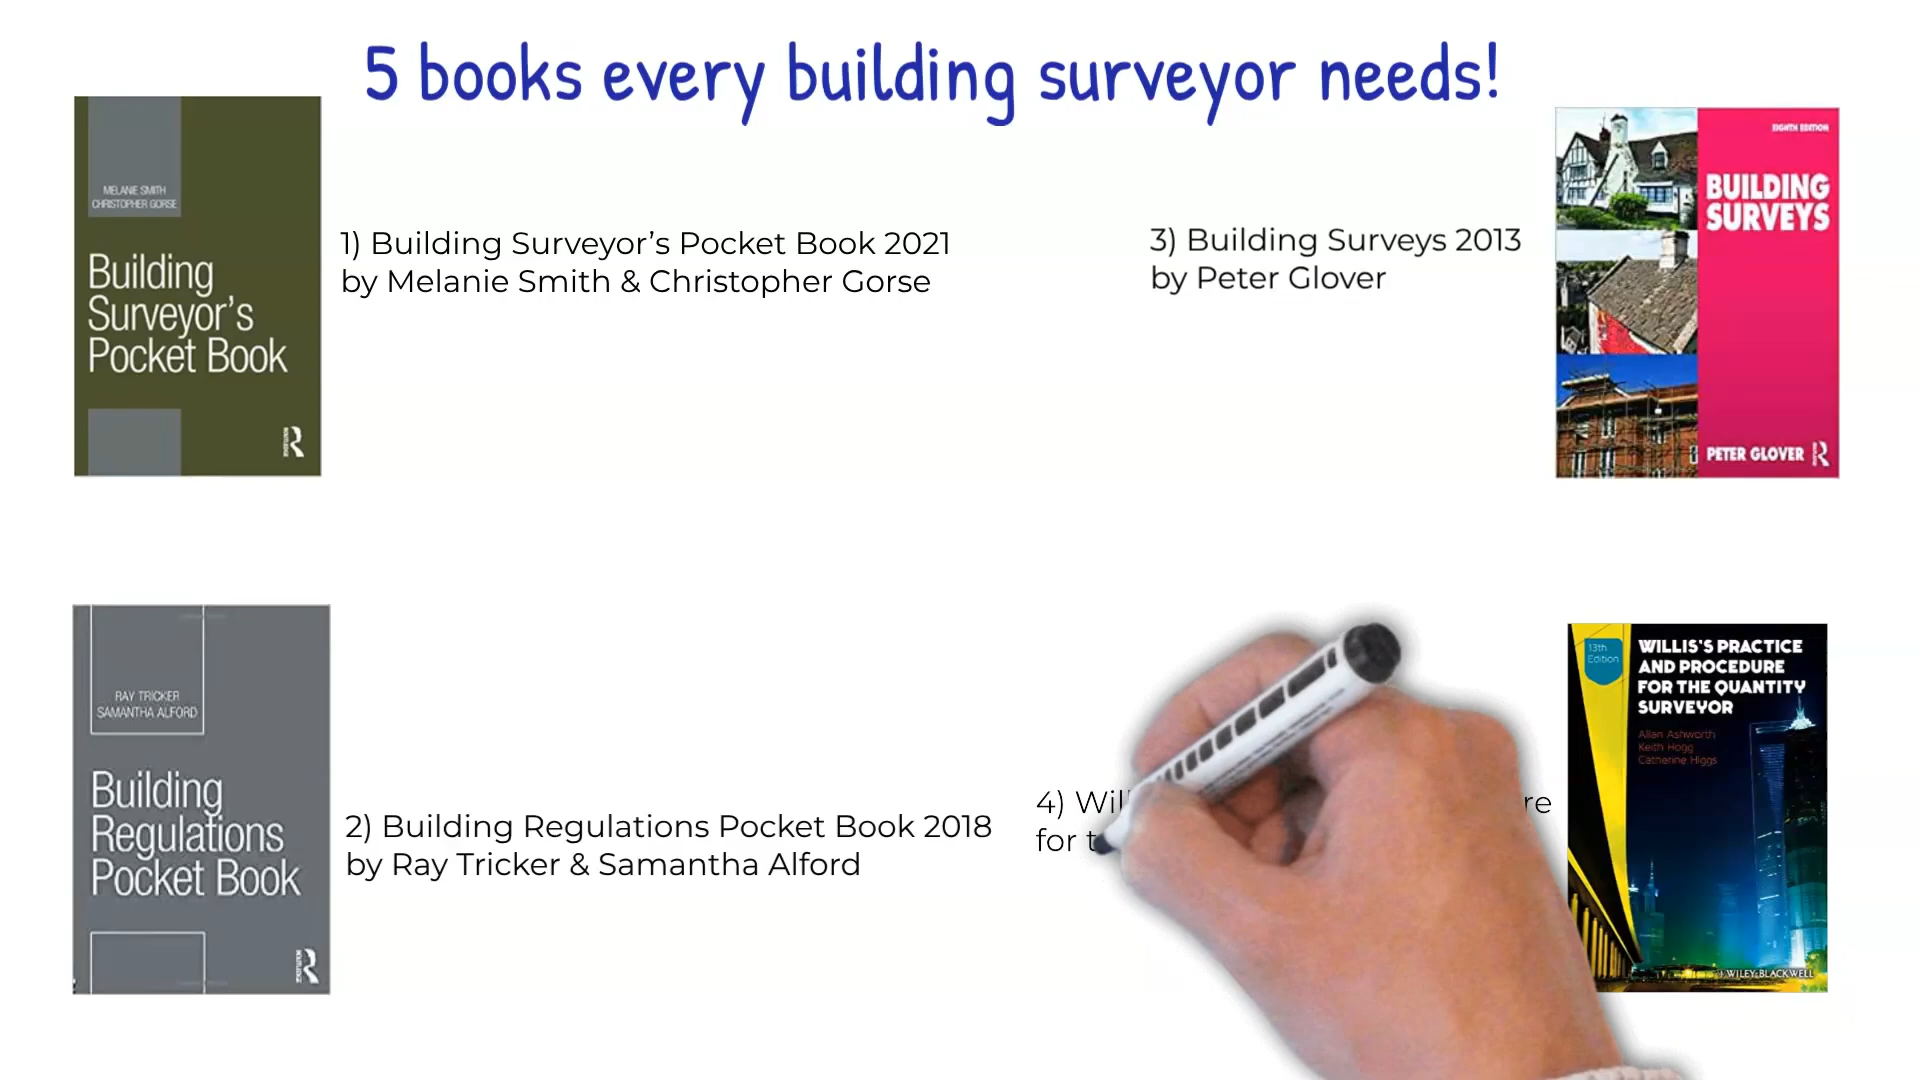 5 books every building surveyor needs!
MELANIE SMITH
CHRISTOPHER GORSE
Building
Surveyor's
Pocket Book
ROUTLEDGE
1) Building Surveyor's Pocket Book 2021
by Melanie Smith & Christopher Gorse
3) Building Surveys 2013
by Peter Glover
EIGHTH EDITION
BUILDING
SURVEYS
PETER GLOVER
RAY TRICKER
SAMANTHA ALFORD
Building
Regulations
Pocket Book
ROUTLEDGE
2) Building Regulations Pocket Book 2018
by Ray Tricker & Samantha Alford
4) Wil re
for t
13th
Edition
WILLIS'S PRACTICE
AND PROCEDURE
FOR THE QUANTITY
SURVEYOR
Allan Ashworth
Keith Hogg
Catherine Higgs
WILEY-BLACKWELL